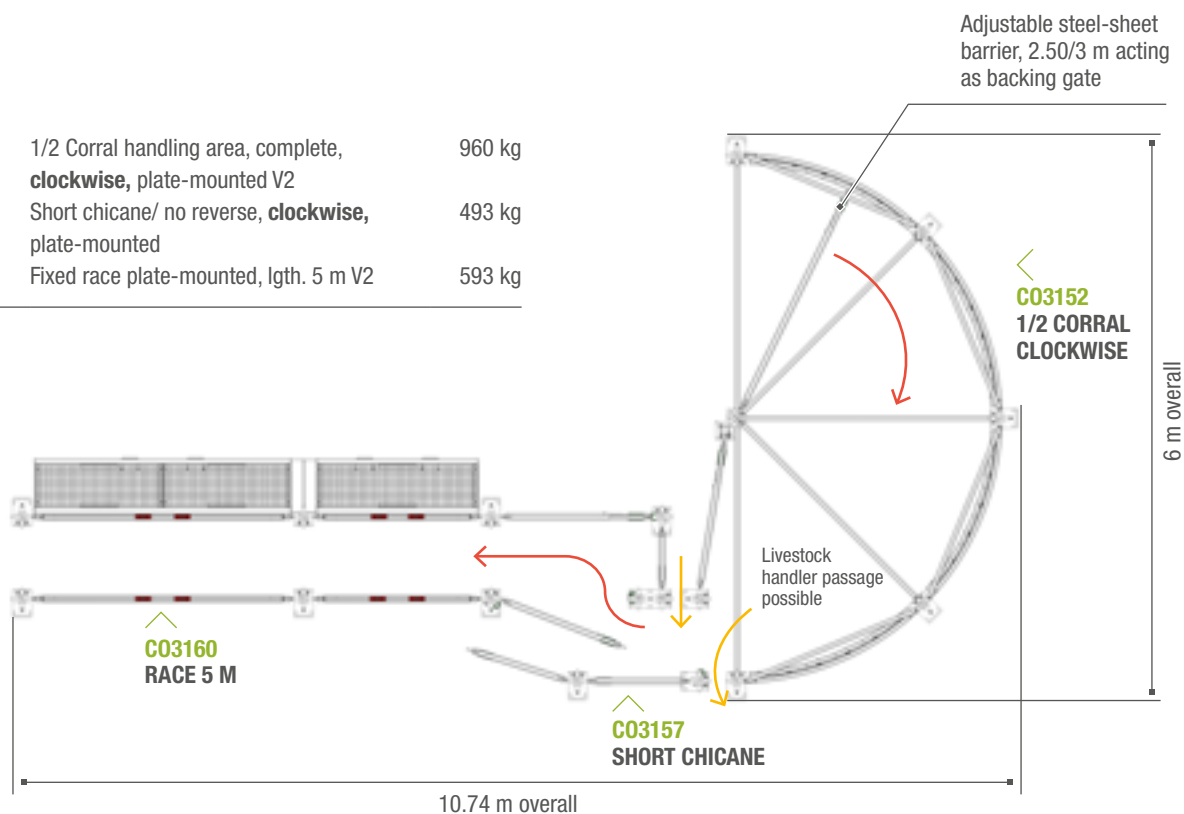 Adjustable steel-sheet
barrier, 2.50/3 m acting
as backing gate
1/2 Corral handling area, complete, 960 kg
clockwise, plate-mounted V2
Short chicane/ no reverse, clockwise, 493 kg
plate-mounted
Fixed race plate-mounted, lgth. 5 m V2 593 kg
CO3152
1/2 CORRAL
CLOCKWISE
6 m overall
Livestock
handler passage
possible
CO3160
RACE 5 M
CO3157
SHORT CHICANE
10.74 m overall